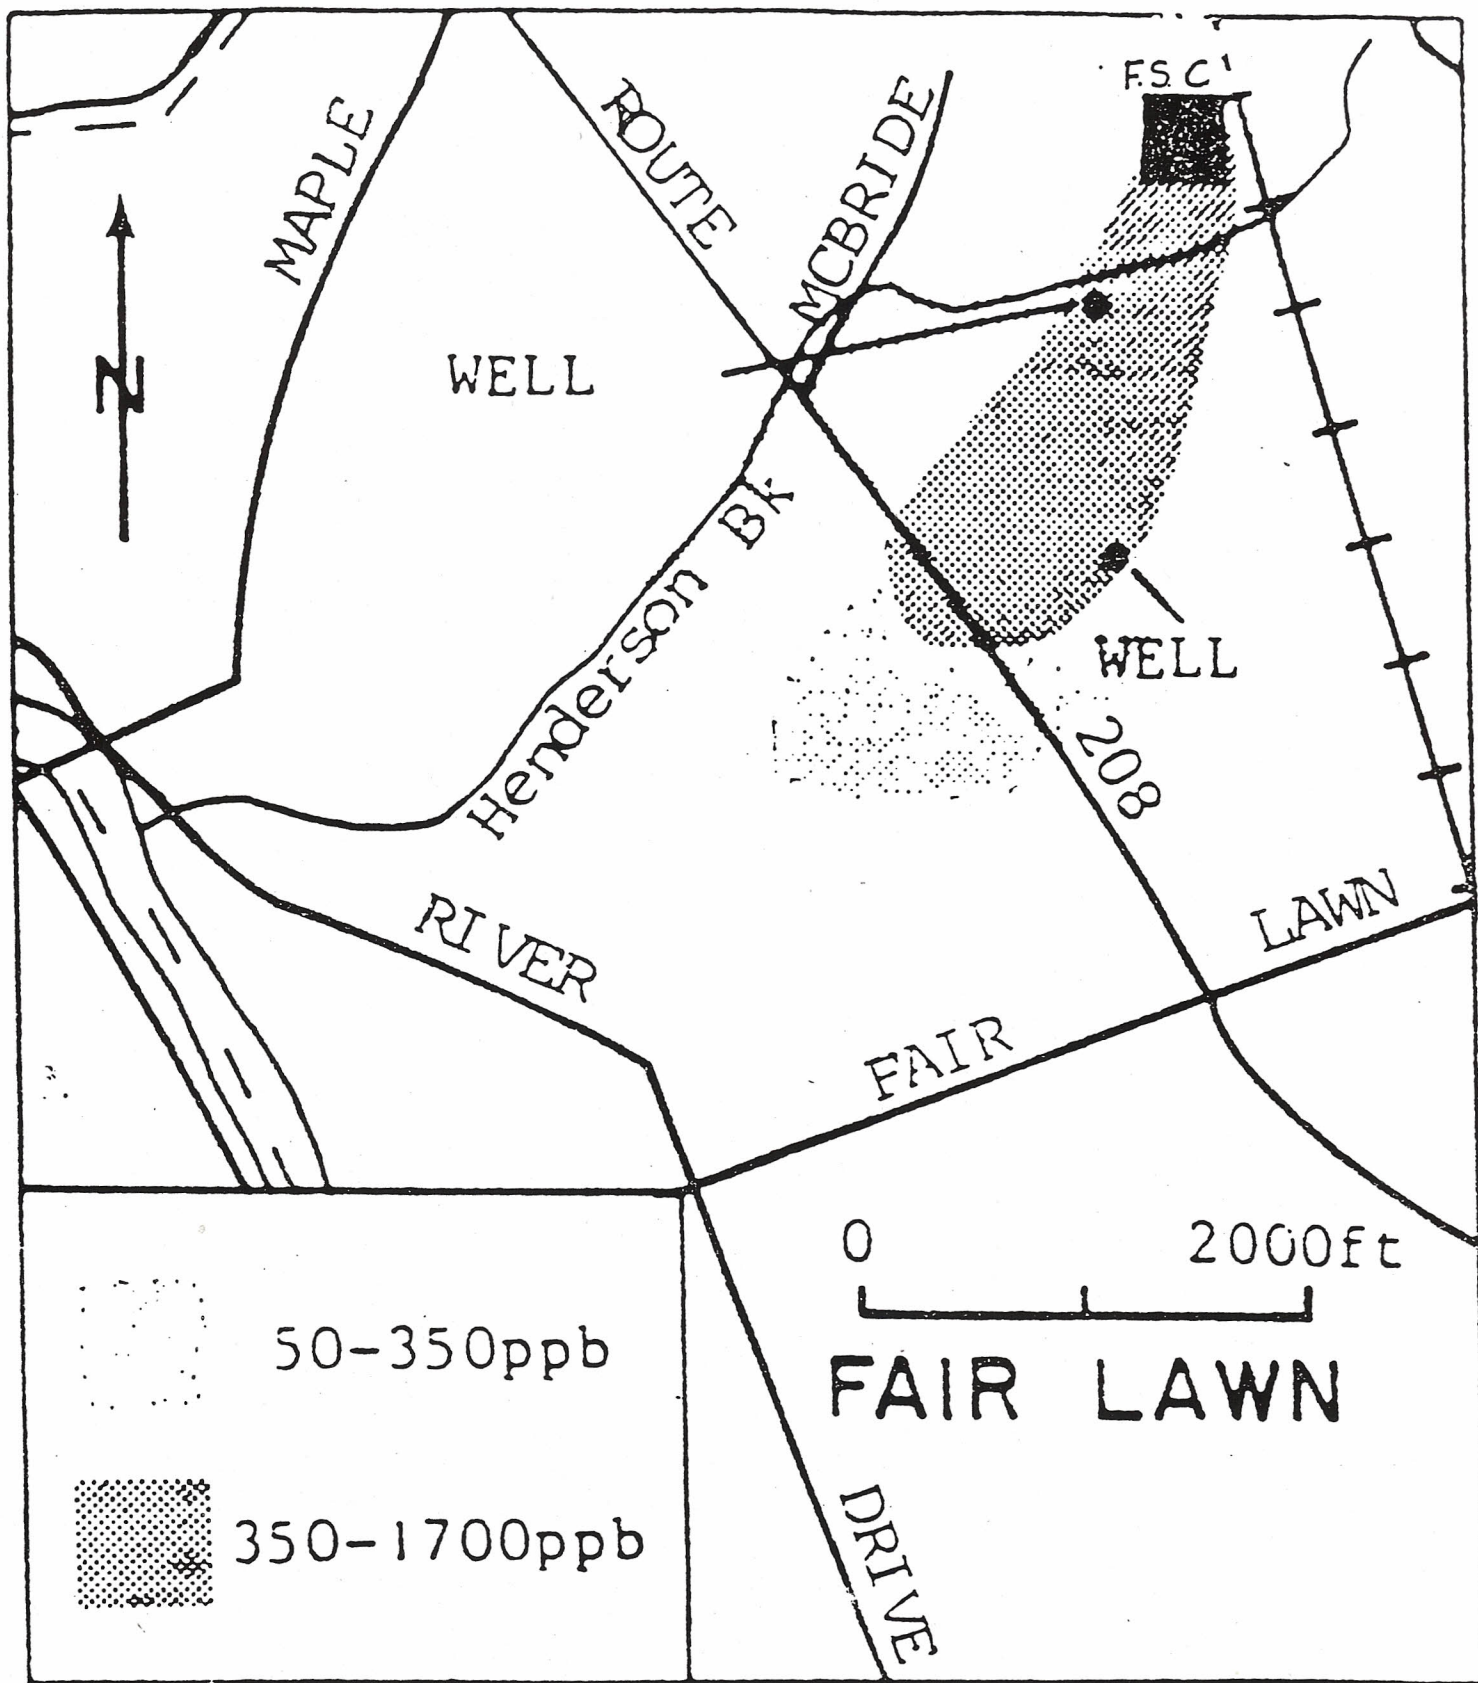 F.S.C'
ROUTE
MCBRIDE
MAPLE
N
WELL
Henderson Bk
WELL
208
RIVER
LAWN
FAIR
0 2000ft
50-350ppb
FAIR LAWN
350-1700ppb
DRIVE